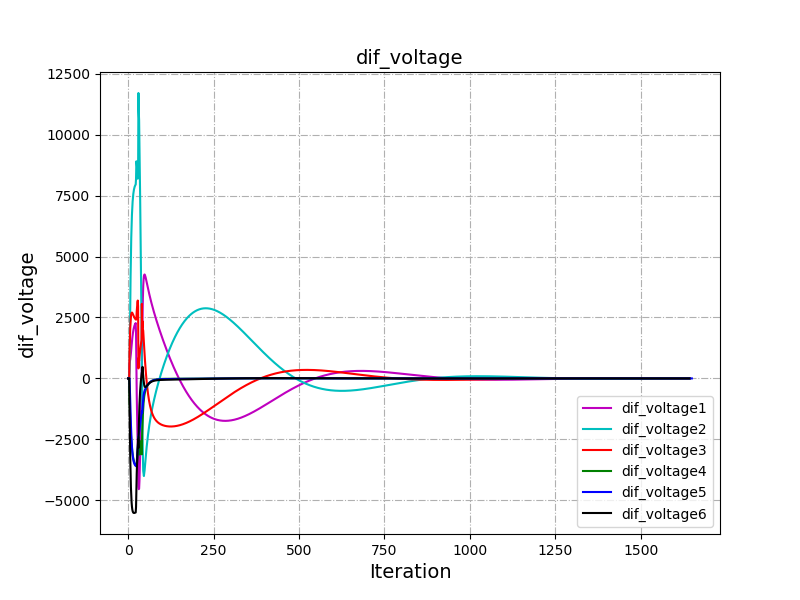 dif_voltage
12500
10000
7500
5000
2500
0
−2500
−5000
dif_voltage
0
250
500
750
1000
1250
1500
Iteration
dif_voltage1
dif_voltage2
dif_voltage3
dif_voltage4
dif_voltage5
dif_voltage6